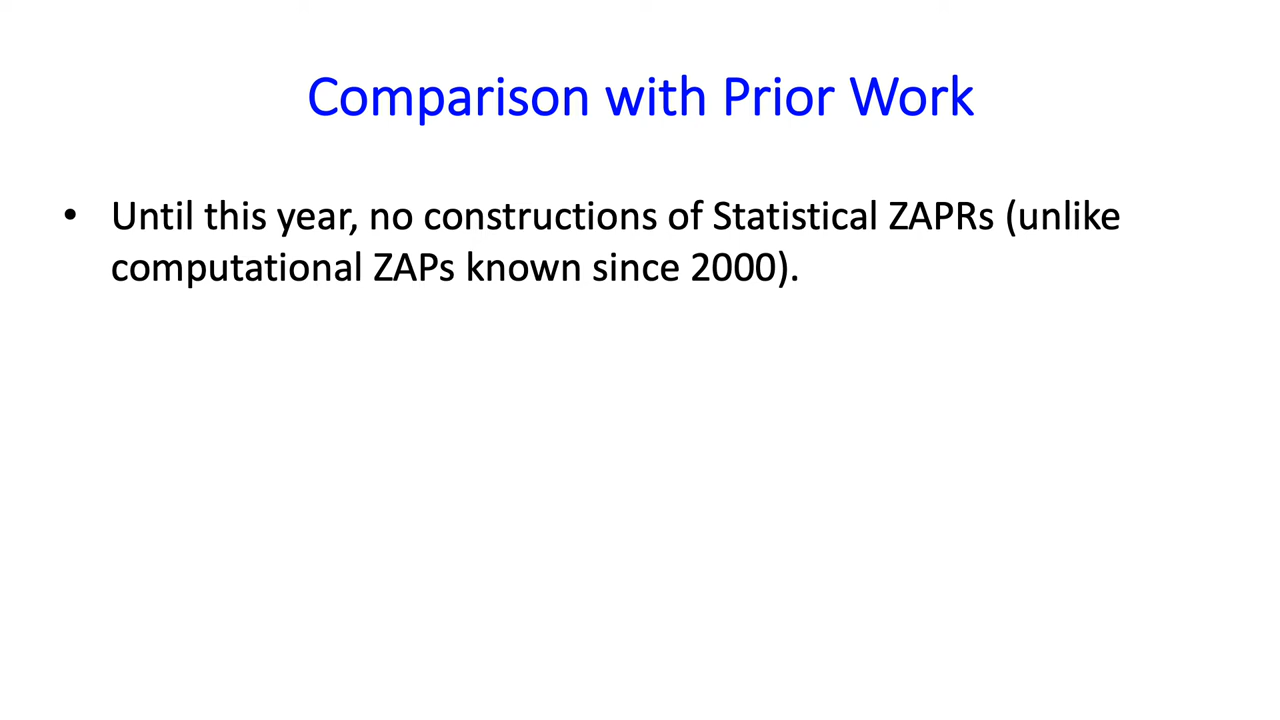 Comparison with Prior Work
• Until this year, no constructions of Statistical ZAPRs (unlike
computational ZAPs known since 2000).